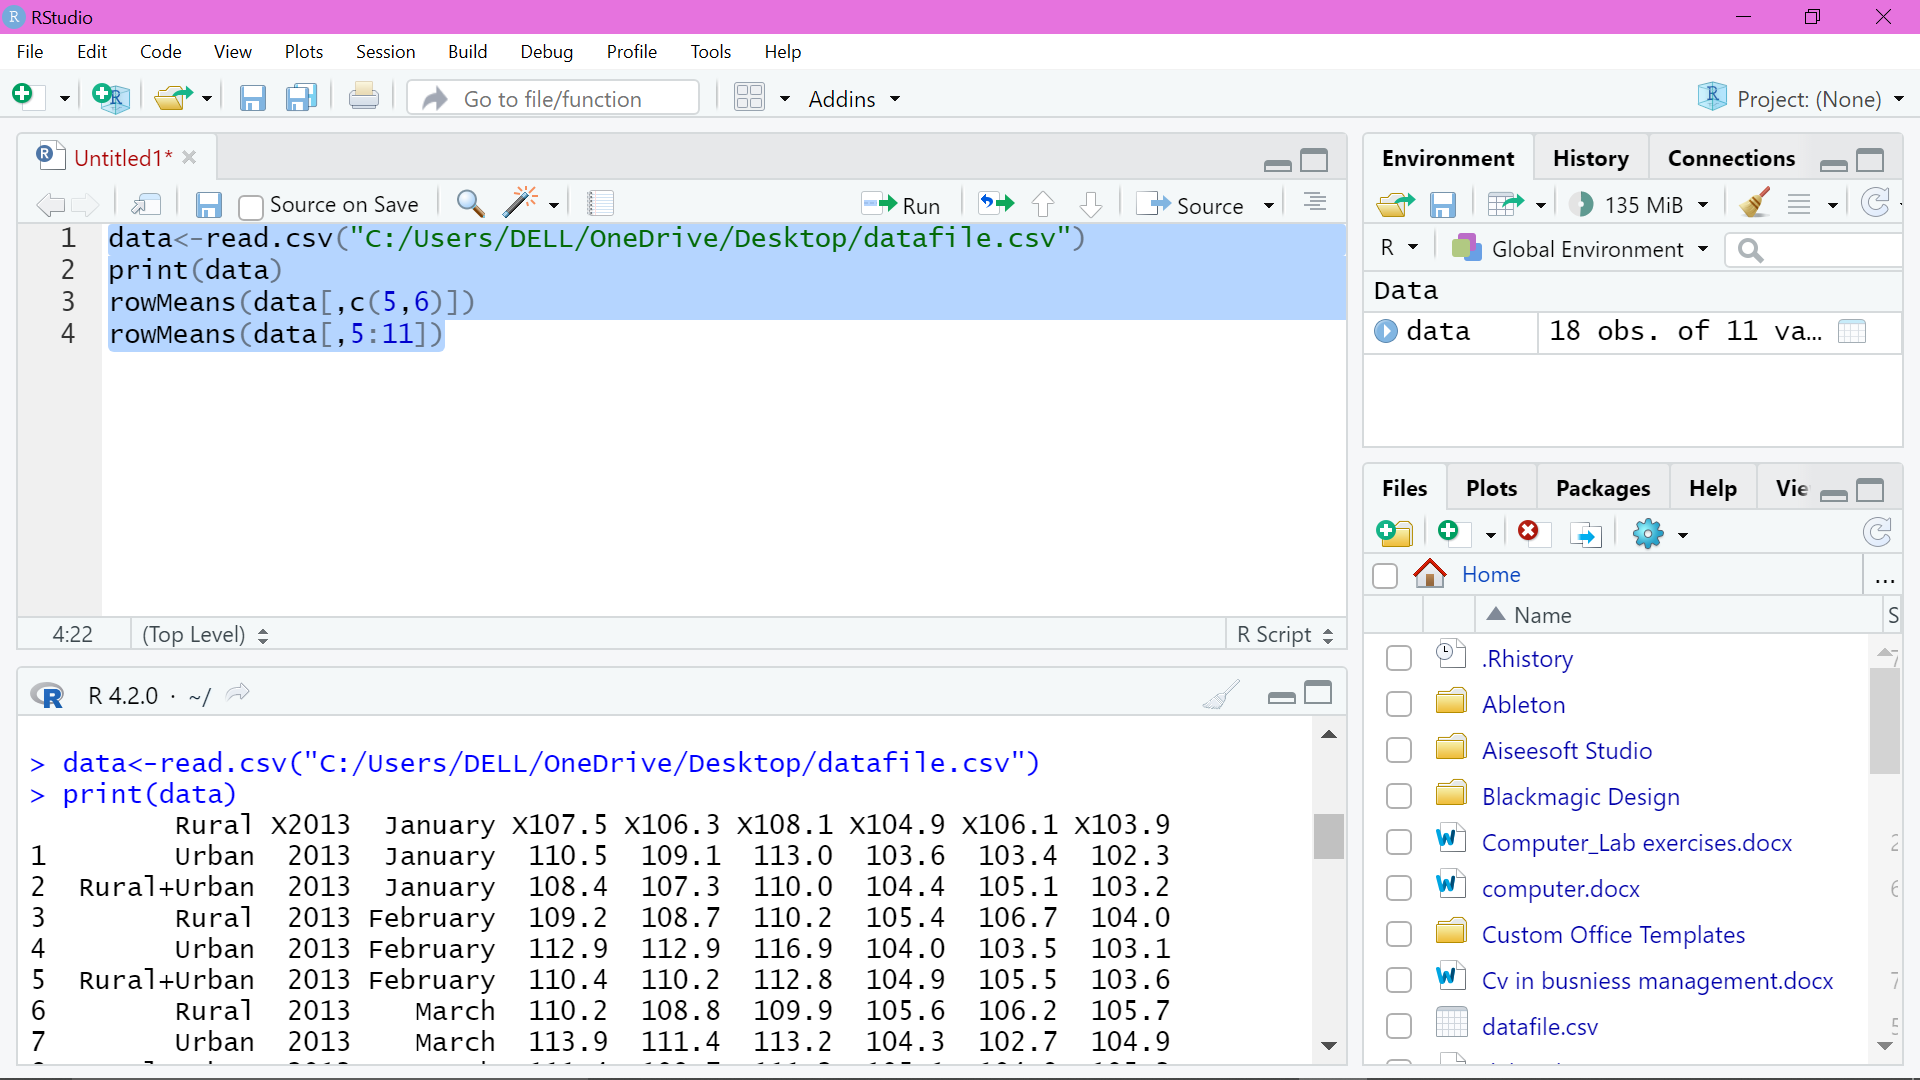 RStudio
File Edit Code View Plots Session Build Debug Profile Tools Help
Go to file/function Addins Project: (None)
Untitled1*
Source on Save Run Source
1 data<-read.csv("C:/Users/DELL/OneDrive/Desktop/datafile.csv")
2 print(data)
3 rowMeans(data[,c(5,6)])
4 rowMeans(data[,5:11])
4:22 (Top Level) R Script
R 4.2.0 · ~/
> data<-read.csv("C:/Users/DELL/OneDrive/Desktop/datafile.csv")
> print(data)
Rural X2013 January X107.5 X106.3 X108.1 X104.9 X106.1 X103.9
1 Urban 2013 January 110.5 109.1 113.0 103.6 103.4 102.3
2 Rural+Urban 2013 January 108.4 107.3 110.0 104.4 105.1 103.2
3 Rural 2013 February 109.2 108.7 110.2 105.4 106.7 104.0
4 Urban 2013 February 112.9 112.9 116.9 104.0 103.5 103.1
5 Rural+Urban 2013 February 110.4 110.2 112.8 104.9 105.5 103.6
6 Rural 2013 March 110.2 108.8 109.9 105.6 106.2 105.7
7 Urban 2013 March 113.9 111.4 113.2 104.3 102.7 104.9
Environment History Connections
135 MiB
R Global Environment
Data
data 18 obs. of 11 va...
Files Plots Packages Help Vie
Home ...
Name S
.Rhistory
Ableton
Aiseesoft Studio
Blackmagic Design
Computer_Lab exercises.docx
computer.docx
Custom Office Templates
Cv in busniess management.docx
datafile.csv